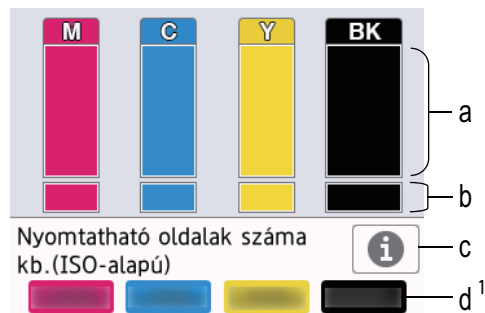 M C Y BK
a
b
Nyomtatható oldalak száma
kb.(ISO-alapú)
c
d 1